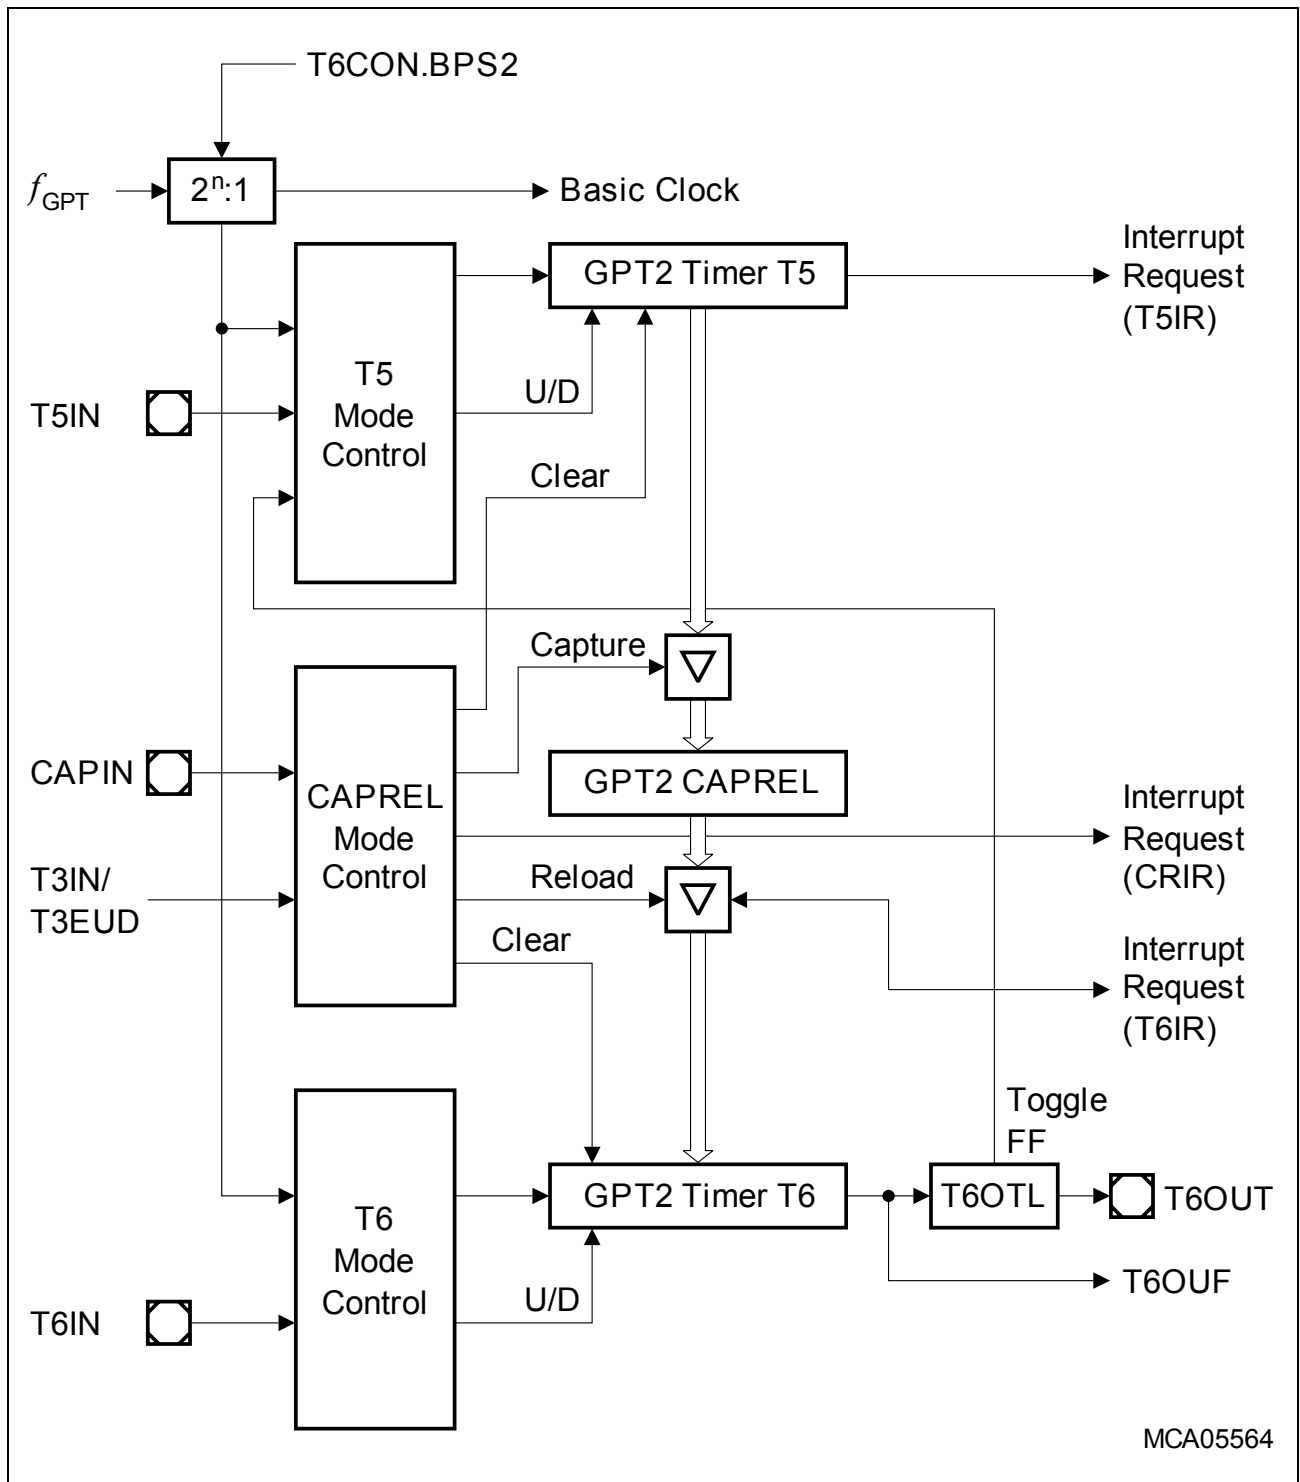 T6CON.BPS2
fGPT
2n:1
Basic Clock
Interrupt
Request
(T5IR)
GPT2 Timer T5
T5
Mode
Control
U/D
T5IN
Clear
Capture
CAPIN
GPT2 CAPREL
CAPREL
Mode
Control
Interrupt
Request
(CRIR)
T3IN/
T3EUD
Reload
Clear
Interrupt
Request
(T6IR)
Toggle
FF
GPT2 Timer T6
T6OTL
T6OUT
T6
Mode
Control
U/D
T6OUF
T6IN
MCA05564